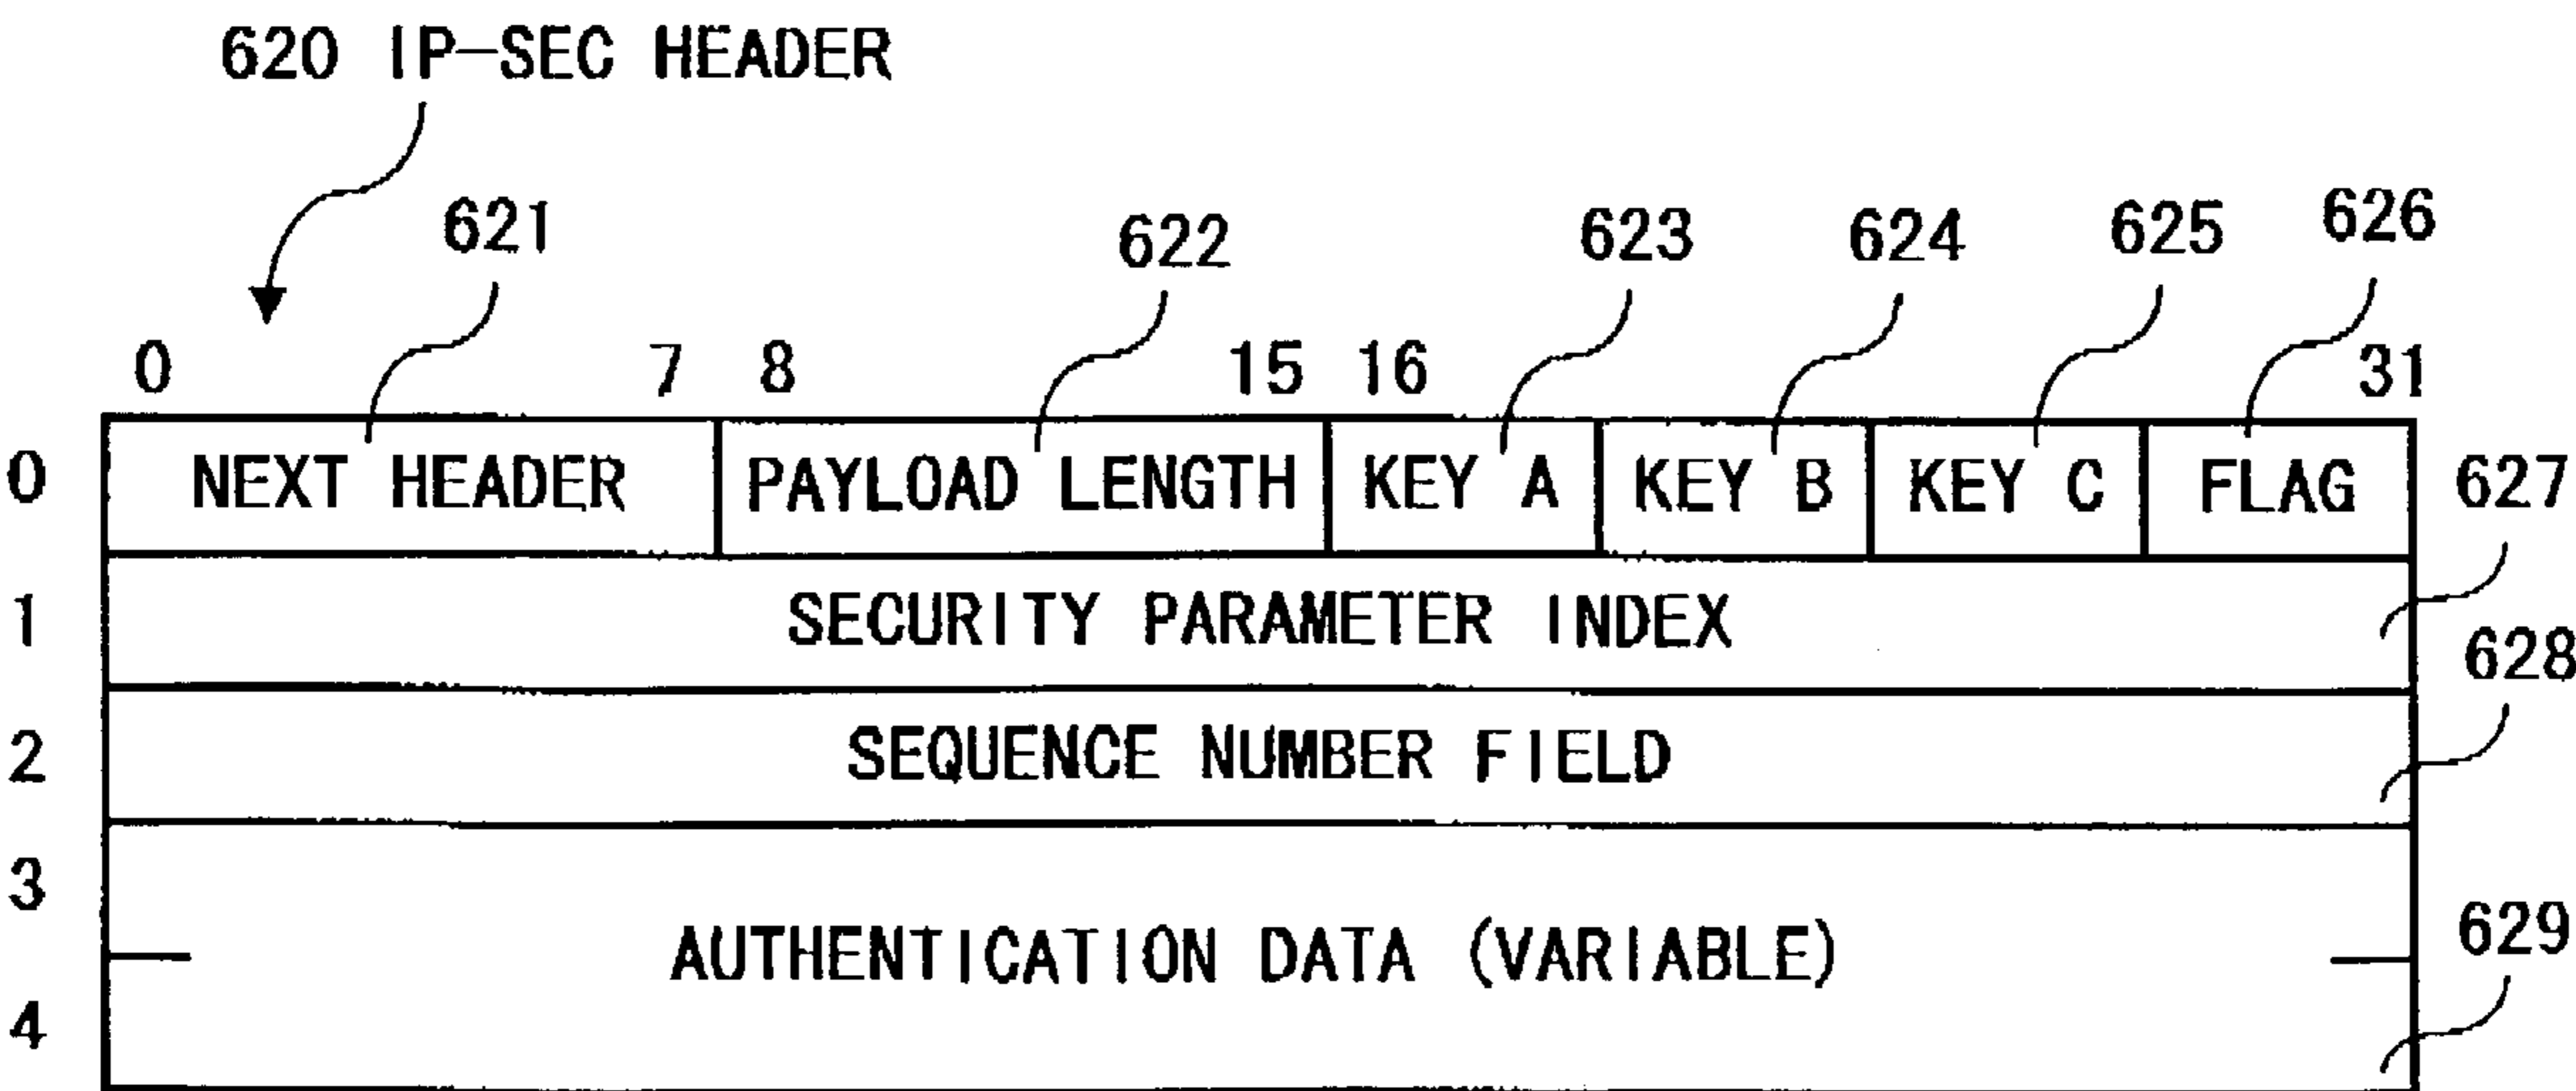 620 IP-SEC HEADER
621 622 623 624 625 626
0 7 8 15 16 31
0 NEXT HEADER PAYLOAD LENGTH KEY A KEY B KEY C FLAG 627
1 SECURITY PARAMETER INDEX
628
2 SEQUENCE NUMBER FIELD
3
AUTHENTICATION DATA (VARIABLE) 629
4